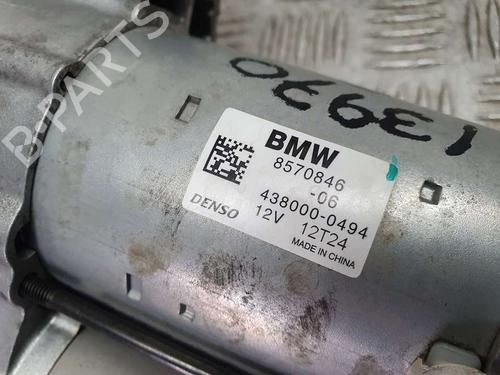 B-PARTS
13990
BMW
8570846
-06
438000-0494
DENSO
12V 12T24
MADE IN CHINA